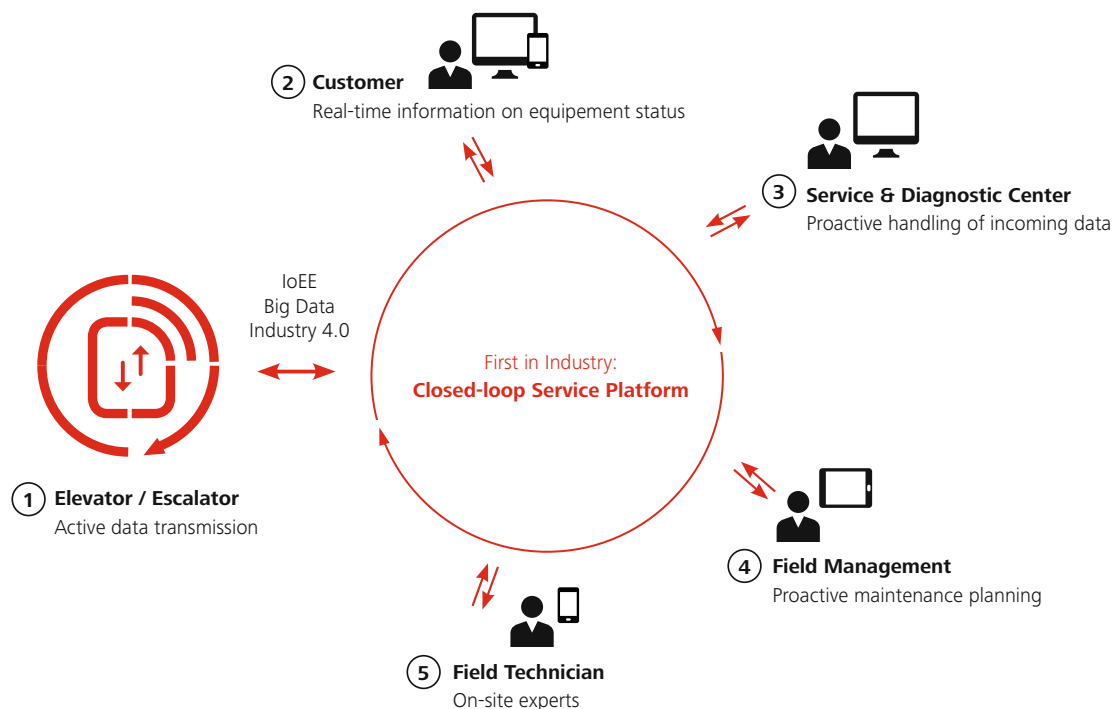 2 Customer
Real-time information on equipement status
3 Service & Diagnostic Center
Proactive handling of incoming data
IoEE
Big Data
Industry 4.0
First in Industry:
Closed-loop Service Platform
1 Elevator / Escalator
Active data transmission
4 Field Management
Proactive maintenance planning
5 Field Technician
On-site experts